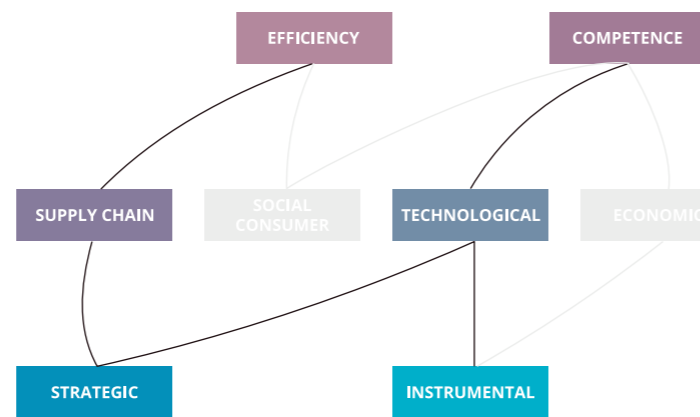 EFFICIENCY
COMPETENCE
SUPPLY CHAIN
SOCIAL
CONSUMER
TECHNOLOGICAL
ECONOMIC
STRATEGIC
INSTRUMENTAL